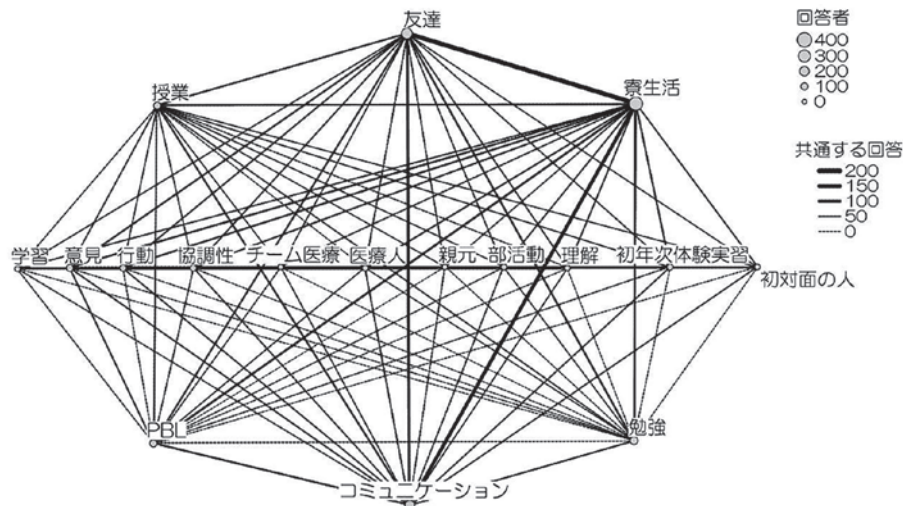 友達
授業
寮生活
学習
意見
行動
協調性
チーム医療
医療人
親元
部活動
理解
初年次体験実習
初対面の人
PBL
勉強
コミュニケーション
回答者
400
300
200
100
0
共通する回答
200
150
100
50
0